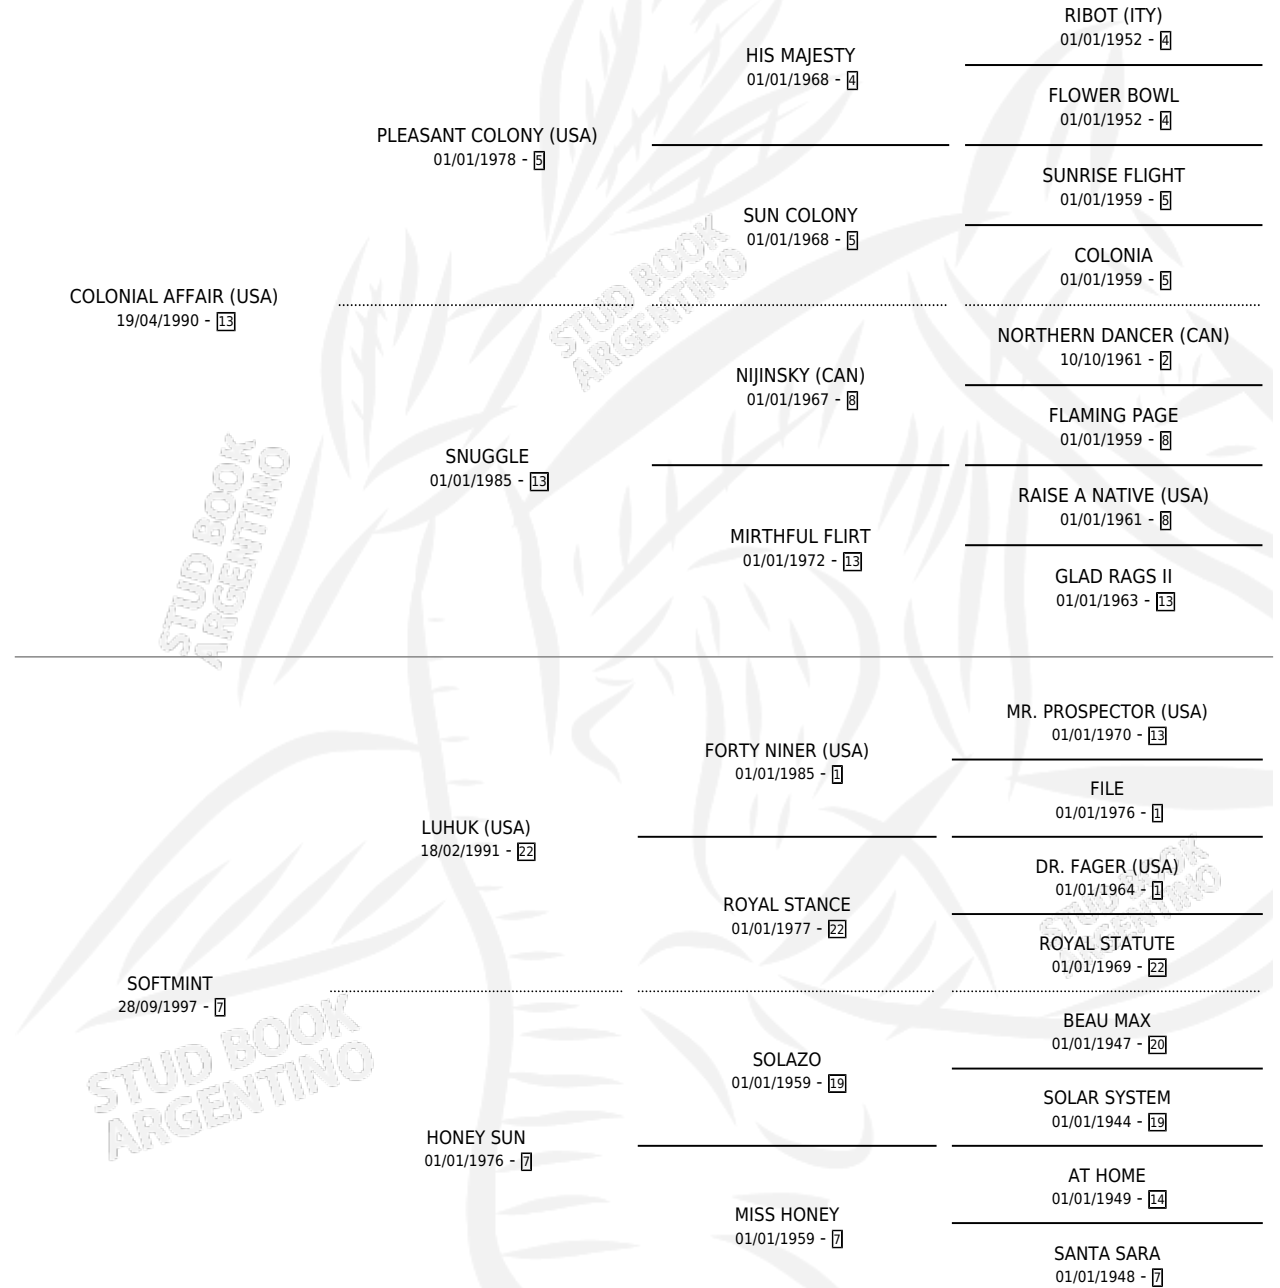 RIBOT (ITY)
01/01/1952 - 4
HIS MAJESTY
01/01/1968 - 4
FLOWER BOWL
01/01/1952 - 4
PLEASANT COLONY (USA)
01/01/1978 - 5
SUNRISE FLIGHT
01/01/1959 - 5
SUN COLONY
01/01/1968 - 5
COLONIA
01/01/1959 - 5
COLONIAL AFFAIR (USA)
19/04/1990 - 13
NORTHERN DANCER (CAN)
10/10/1961 - 2
NIJINSKY (CAN)
01/01/1967 - 8
FLAMING PAGE
01/01/1959 - 8
SNUGGLE
01/01/1985 - 13
RAISE A NATIVE (USA)
01/01/1961 - 8
MIRTHFUL FLIRT
01/01/1972 - 13
GLAD RAGS II
01/01/1963 - 13
MR. PROSPECTOR (USA)
01/01/1970 - 13
FORTY NINER (USA)
01/01/1985 - 1
FILE
01/01/1976 - 1
LUHUK (USA)
18/02/1991 - 22
DR. FAGER (USA)
01/01/1964 - 1
ROYAL STANCE
01/01/1977 - 22
ROYAL STATUTE
01/01/1969 - 22
SOFTMINT
28/09/1997 - 7
BEAU MAX
01/01/1947 - 20
SOLAZO
01/01/1959 - 19
SOLAR SYSTEM
01/01/1944 - 19
HONEY SUN
01/01/1976 - 7
AT HOME
01/01/1949 - 14
MISS HONEY
01/01/1959 - 7
SANTA SARA
01/01/1948 - 7
STUD BOOK
ARGENTINO
STUD BOOK
ARGENTINO
STUD BOOK
ARGENTINO
STUD BOOK
ARGENTINO